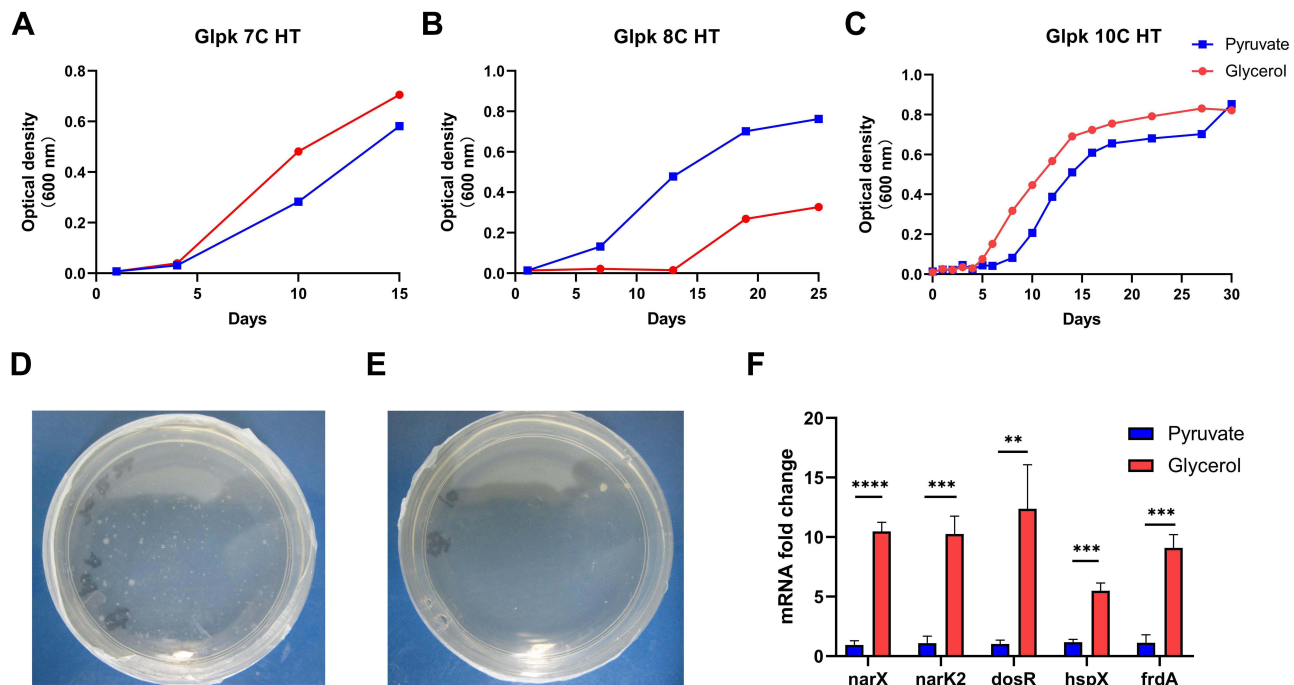 A
Glpk 7C HT
Optical density
(600 nm)
0.8
0.6
0.4
0.2
0.0
0
5
10
15
Days
B
Glpk 8C HT
Optical density
(600 nm)
1.0
0.8
0.6
0.4
0.2
0.0
0
5
10
15
20
25
Days
C
Glpk 10C HT
Pyruvate
Glycerol
Optical density
(600 nm)
1.0
0.8
0.6
0.4
0.2
0.0
0
5
10
15
20
25
30
Days
D
E
F
mRNA fold change
20
15
10
5
0
Pyruvate
Glycerol
****
***
**
***
***
narX
narK2
dosR
hspX
frdA